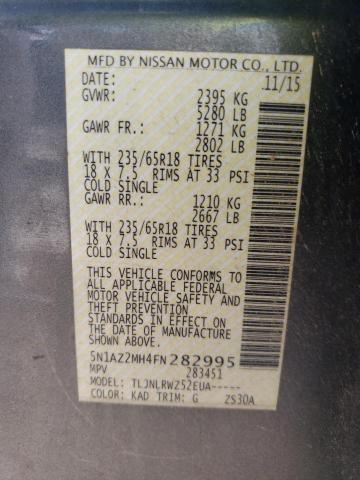 MFD BY NISSAN MOTOR CO., LTD.
DATE: 11/15
GVWR: 2395 KG
5280 LB
GAWR FR.: 1271 KG
2802 LB
WITH 235/65R18 TIRES
18 X 7.5 RIMS AT 33 PSI
COLD SINGLE
GAWR RR.: 1210 KG
2667 LB
WITH 235/65R18 TIRES
18 X 7.5 RIMS AT 33 PSI
COLD SINGLE
THIS VEHICLE CONFORMS TO
ALL APPLICABLE FEDERAL
MOTOR VEHICLE SAFETY AND
THEFT PREVENTION
STANDARDS IN EFFECT ON
THE DATE OF MANUFACTURE
SHOWN ABOVE.
5N1AZ2MH4FN282995
MPV 283451
MODEL: TLJNLRWZ52EUA-----
COLOR: KAD TRIM: G ZS30A